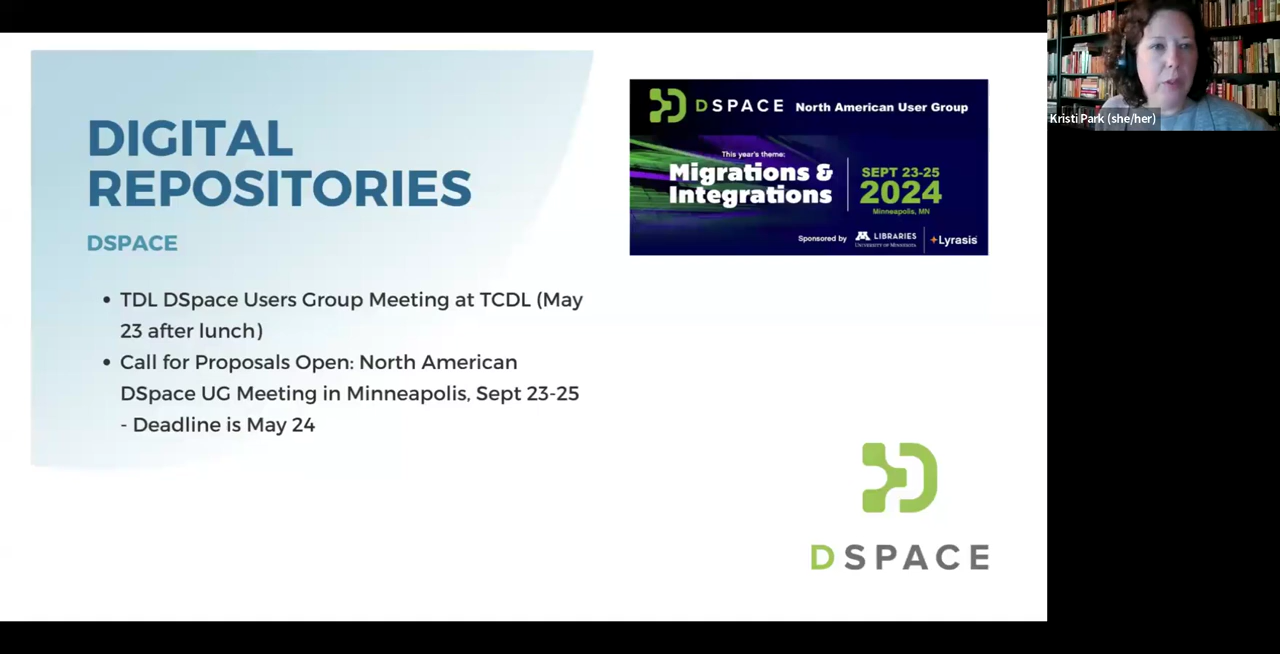 DIGITAL
REPOSITORIES
DSPACE
• TDL DSpace Users Group Meeting at TCDL (May
23 after lunch)
• Call for Proposals Open: North American
DSpace UG Meeting in Minneapolis, Sept 23-25
- Deadline is May 24
DSPACE North American User Group
This year's theme:
Migrations &
Integrations
SEPT 23-25
2024
Minneapolis, MN
Sponsored by
LIBRARIES
UNIVERSITY OF MINNESOTA
Lyrasis
DSPACE
Kristi Park (she/her)